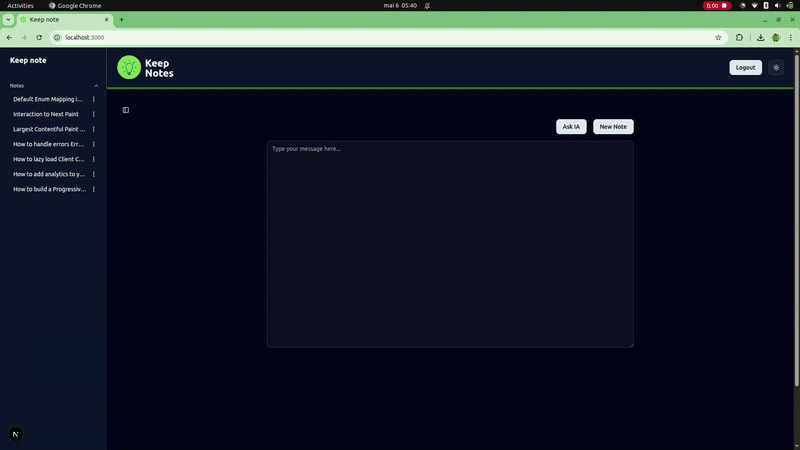 Activities
Google Chrome
mai 6 05:40
0:00
Keep note
localhost:3000
Keep note
Notes
Default Enum Mapping i...
Interaction to Next Paint
Largest Contentful Paint ...
How to handle errors Erro...
How to lazy load Client C...
How to add analytics to y...
How to build a Progressiv...
Keep
Notes
Logout
Ask IA
New Note
Type your message here...
N